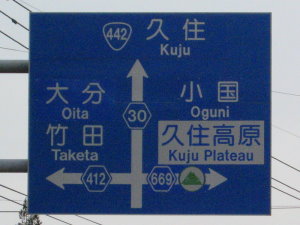 442 久住
Kuju
大分
Oita
小国
Oguni
竹田
Taketa
30
久住高原
Kuju Plateau
412
669